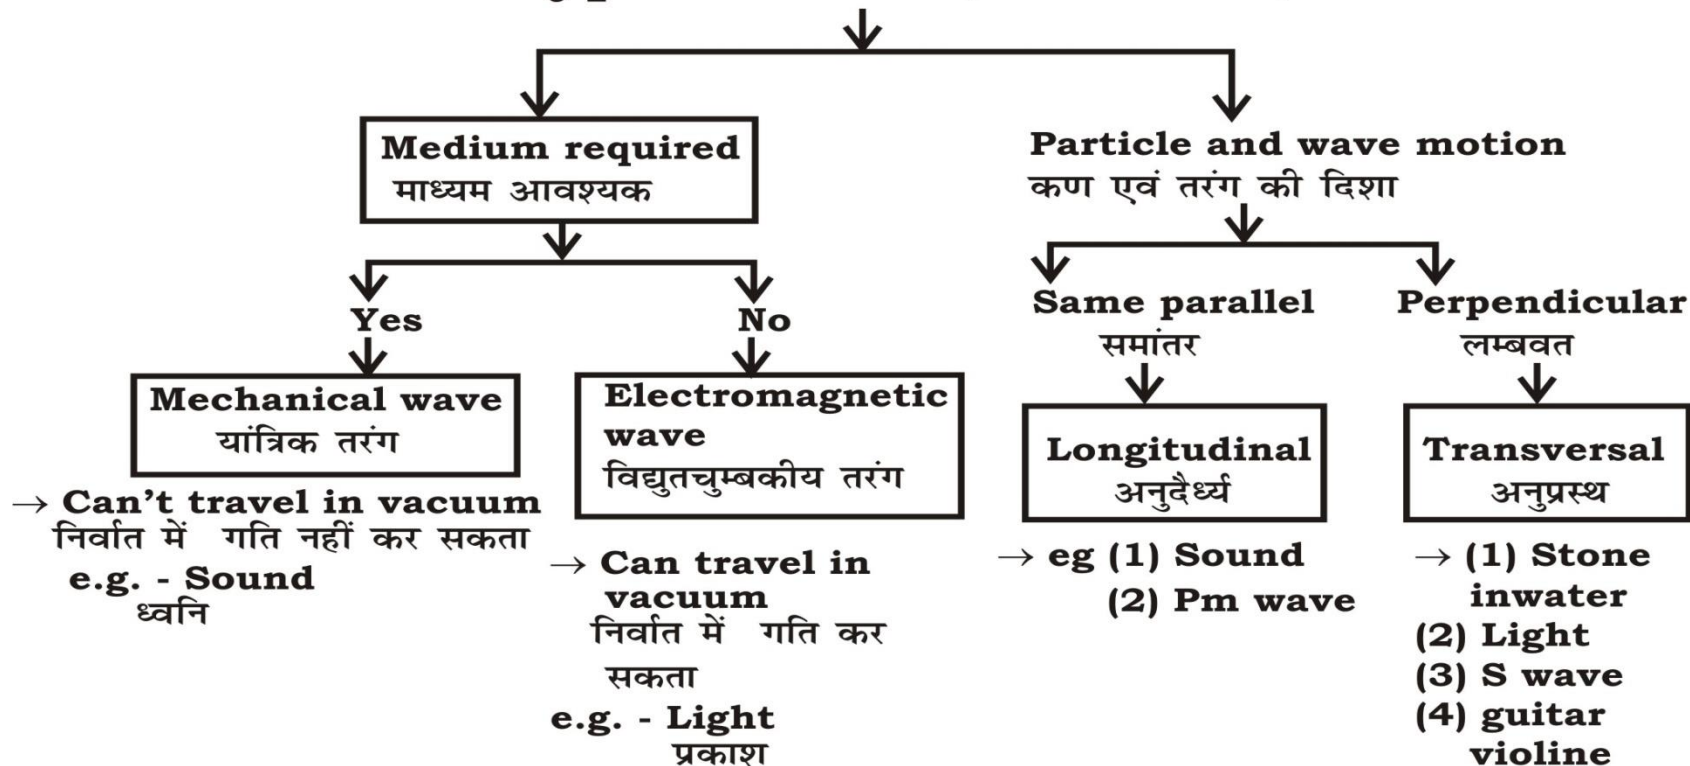 Medium required
माध्यम आवश्यक
Yes
No
Mechanical wave
यांत्रिक तरंग
→ Can't travel in vacuum
निर्वात में गति नहीं कर सकता
e.g. - Sound
ध्वनि
Electromagnetic
wave
विद्युतचुम्बकीय तरंग
→ Can travel in
vacuum
निर्वात में गति कर
सकता
e.g. - Light
प्रकाश
Particle and wave motion
कण एवं तरंग की दिशा
Same parallel
समांतर
Longitudinal
अनुदैर्ध्य
→ eg (1) Sound
(2) Pm wave
Perpendicular
लम्बवत
Transversal
अनुप्रस्थ
→ (1) Stone
inwater
(2) Light
(3) S wave
(4) guitar
violine